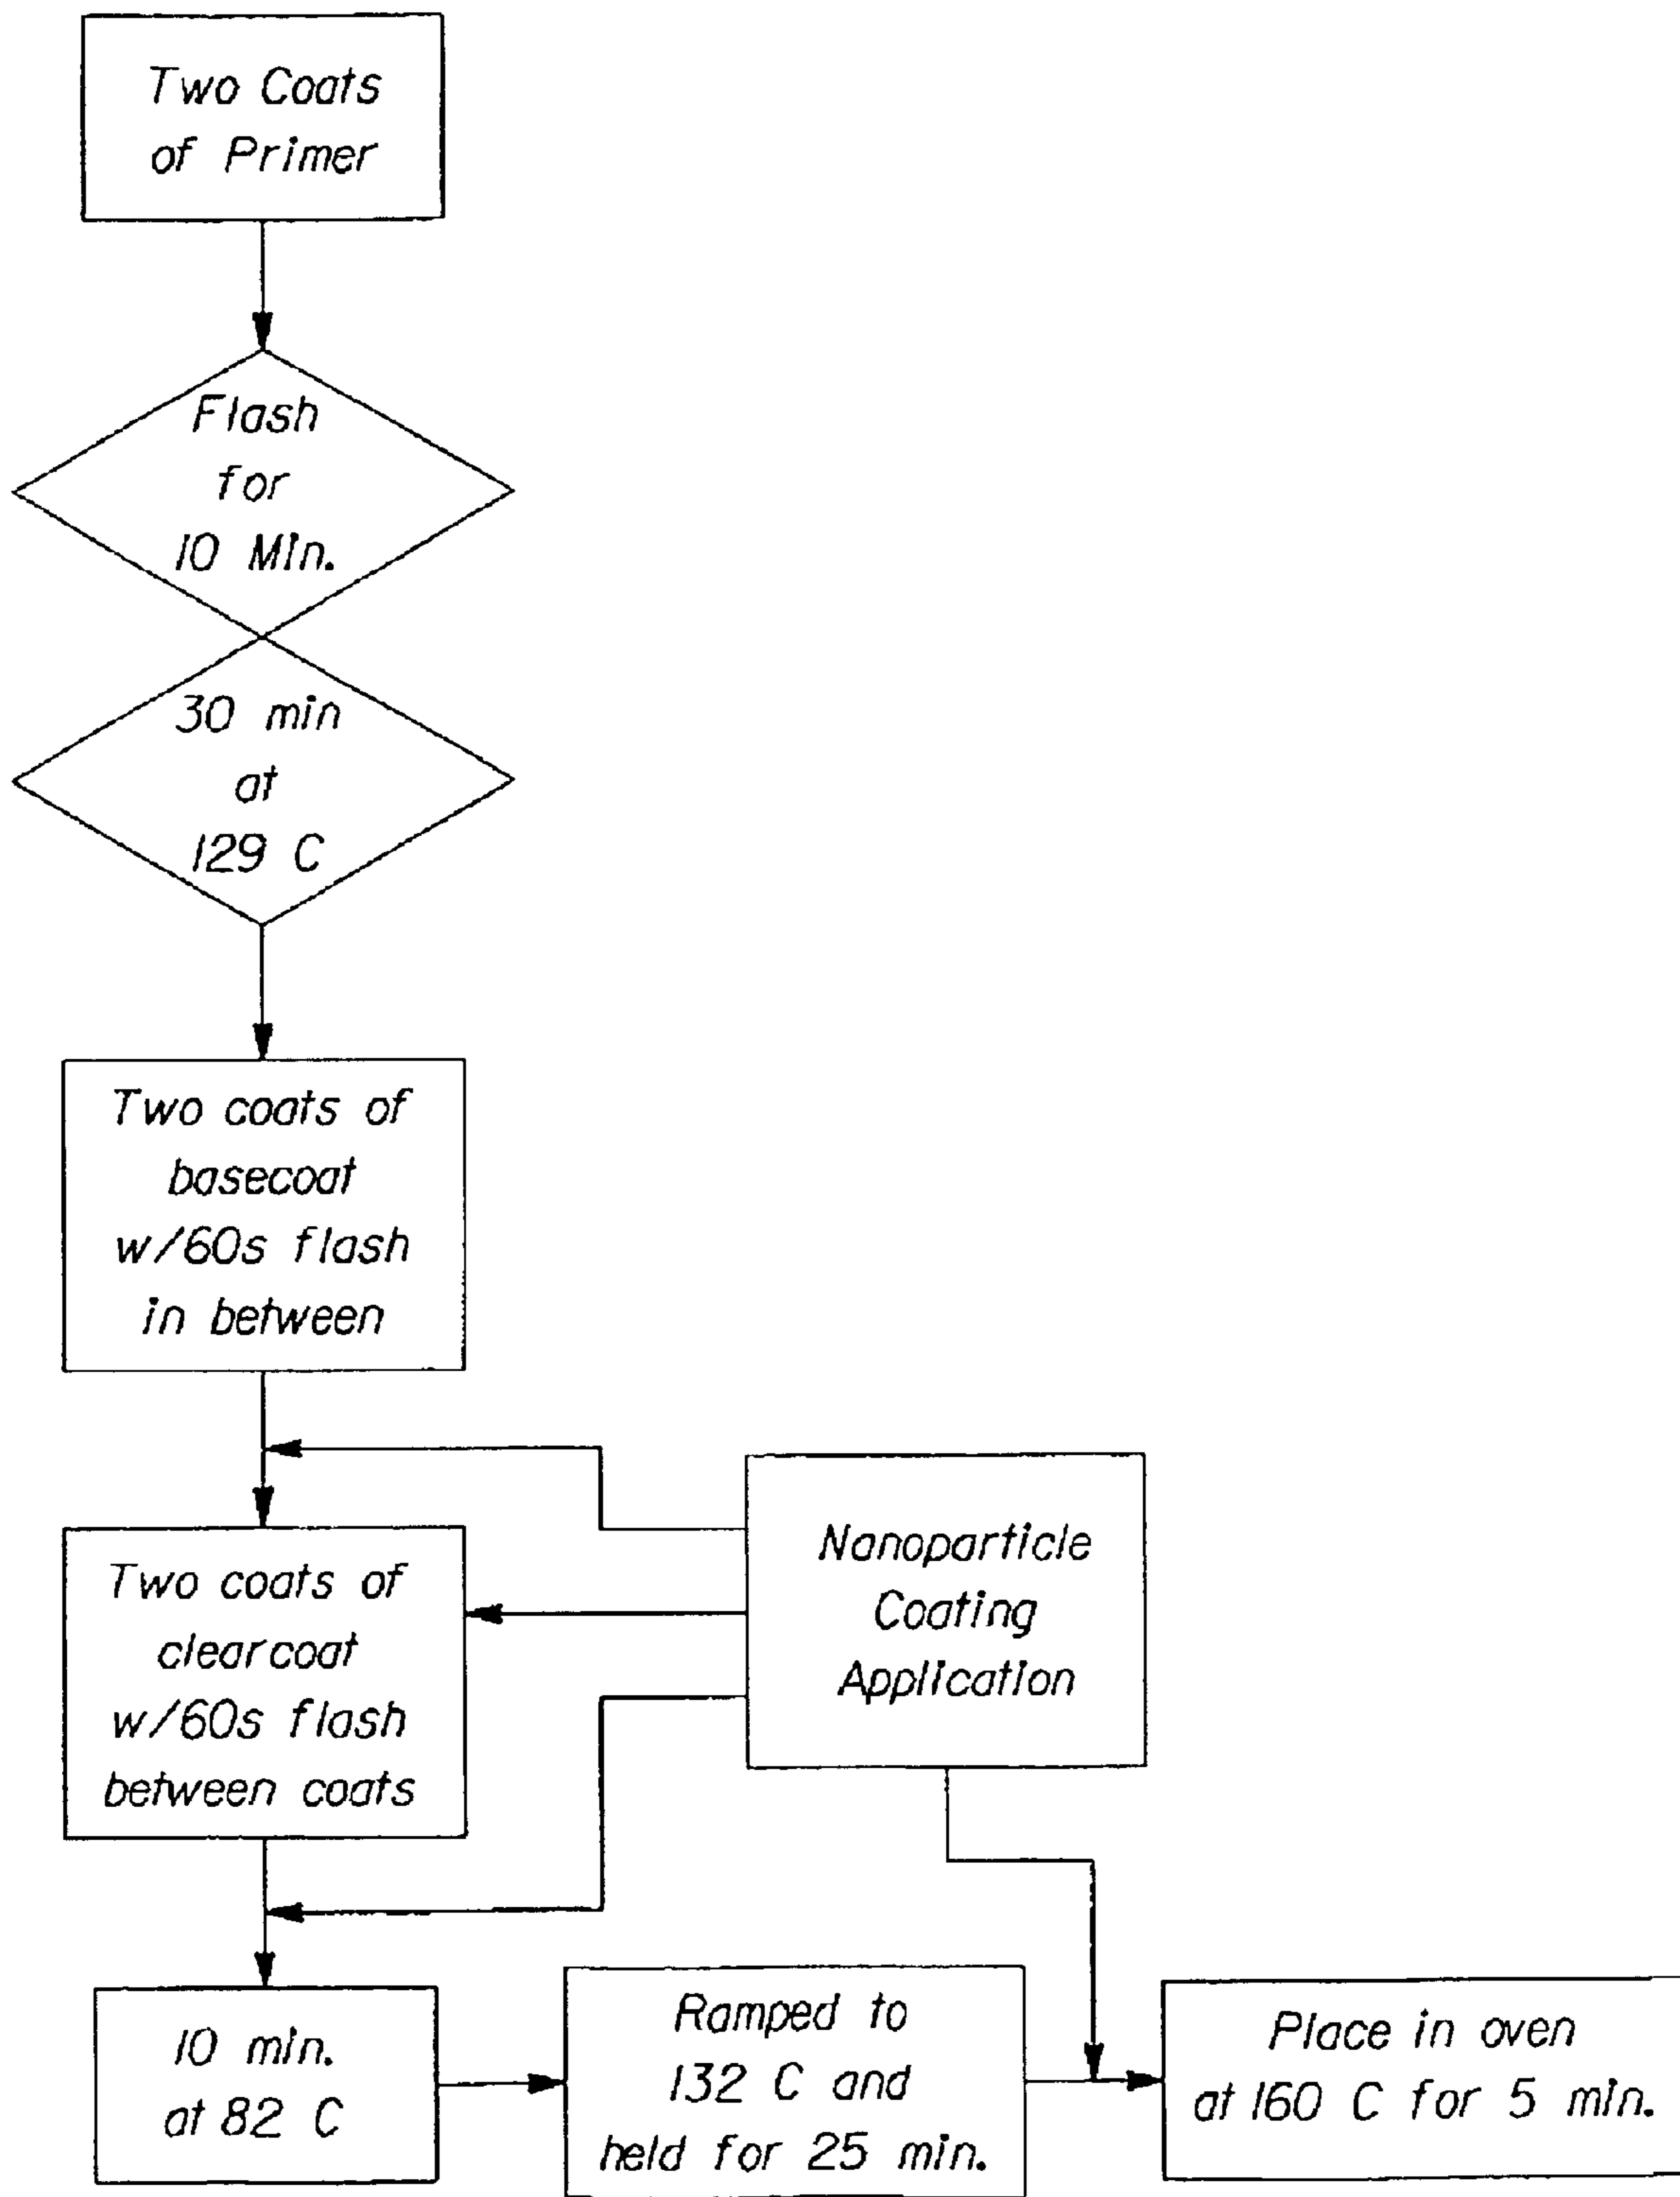 Two Coats
of Primer
Flash
for
10 Min.
30 min
at
129 C
Two coats of
basecoat
w/60s flash
in between
Nanoparticle
Coating
Application
Two coats of
clearcoat
w/60s flash
between coats
10 min.
at 82 C
Ramped to
132 C and
held for 25 min.
Place in oven
at 160 C for 5 min.